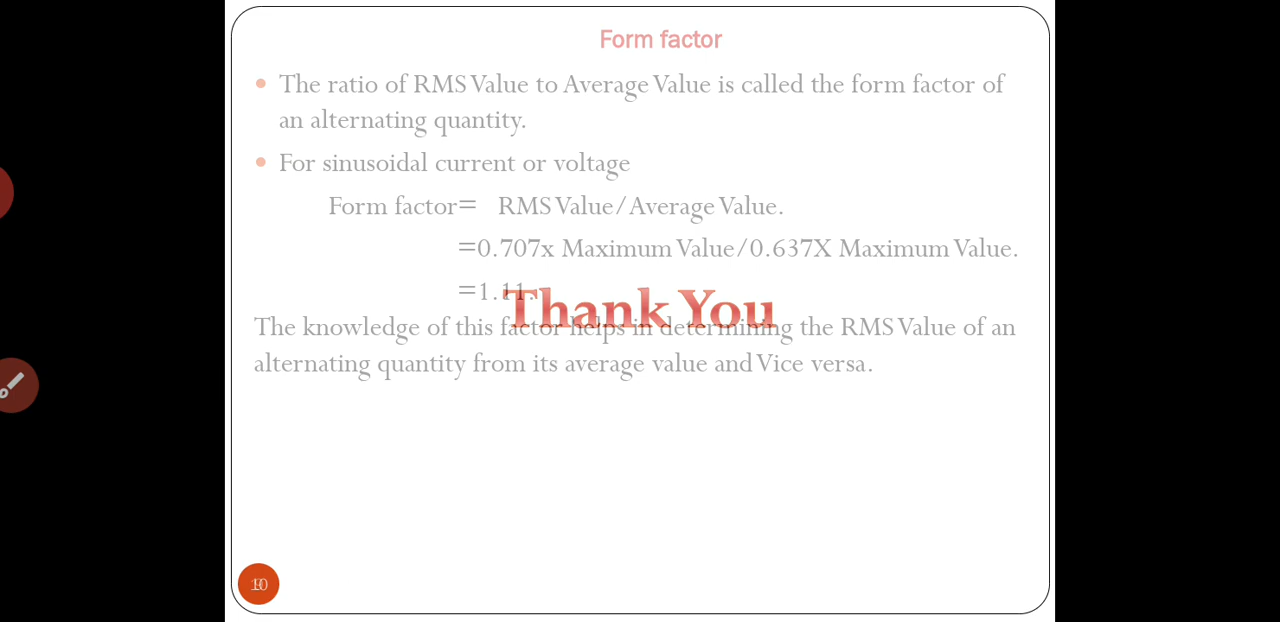 Form factor
• The ratio of RMS Value to Average Value is called the form factor of
an alternating quantity.
• For sinusoidal current or voltage
Form factor= RMS Value/Average Value.
=0.707x Maximum Value/0.637X Maximum Value.
=1.11.
Thank You
The knowledge of this factor helps in determining the RMS Value of an
alternating quantity from its average value and Vice versa.